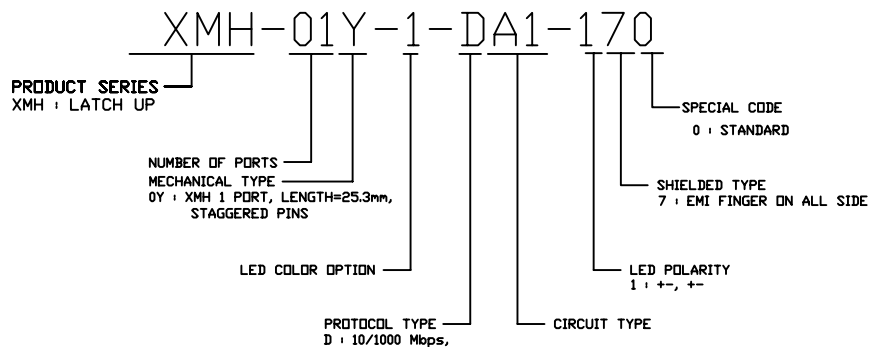 XMH-01Y-1-DA1-170
PRODUCT SERIES
XMH : LATCH UP
SPECIAL CODE
0 : STANDARD
NUMBER OF PORTS
MECHANICAL TYPE
0Y : XMH 1 PORT, LENGTH=25.3mm,
STAGGERED PINS
SHIELDED TYPE
7 : EMI FINGER ON ALL SIDE
LED COLOR OPTION
LED POLARITY
1 : +-, +-
PROTOCOL TYPE
D : 10/1000 Mbps,
CIRCUIT TYPE